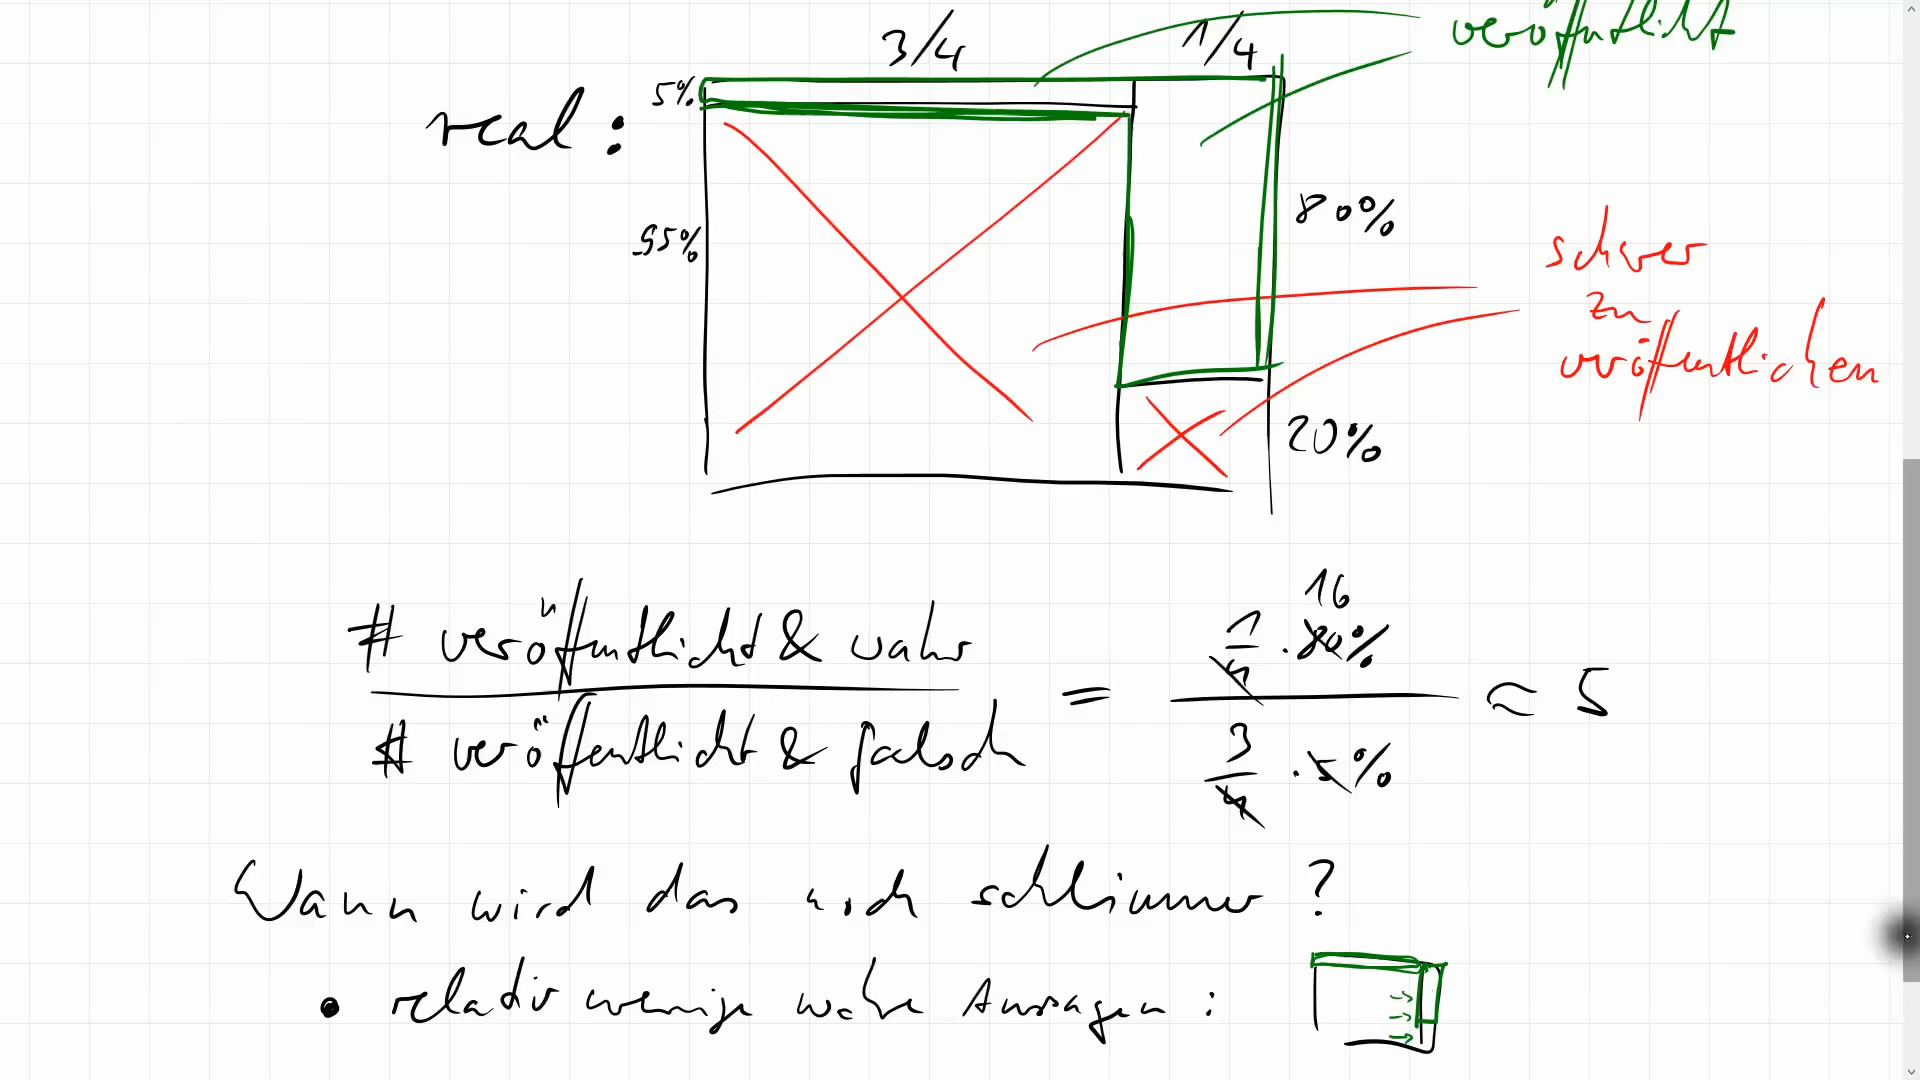 veröffentlicht
3/4 1/4
5%
real:
95%
80%
schwer
zu
veröffentlichen
20%
# veröffentlicht & wahr
# veröffentlicht & falsch
= 1/4 · 80% 16
3/4 · 5%
≈ 5
Wann wird das noch schlimmer?
• relativ wenige wahre Aussagen: